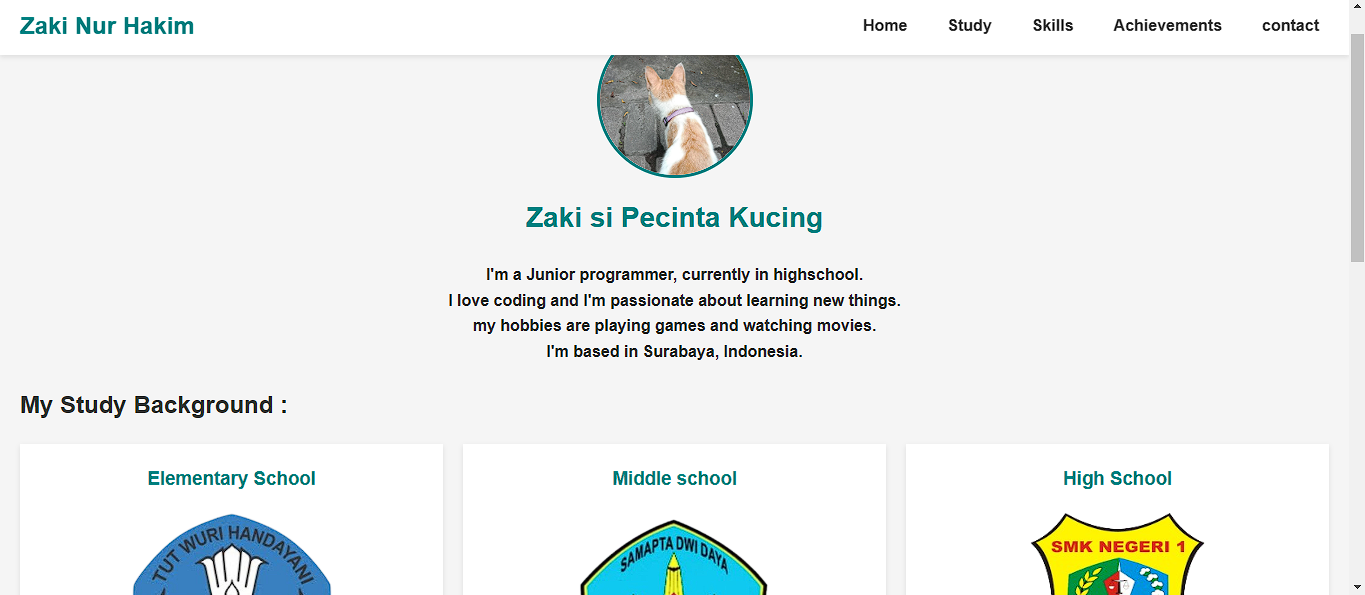 Zaki Nur Hakim
Home Study Skills Achievements contact
Zaki si Pecinta Kucing
I'm a Junior programmer, currently in highschool.
I love coding and I'm passionate about learning new things.
my hobbies are playing games and watching movies.
I'm based in Surabaya, Indonesia.
My Study Background :
Elementary School
Middle school
High School
TUT WURI HANDAYANI
SAMAPTA DWI DAYA
SMK NEGERI 1